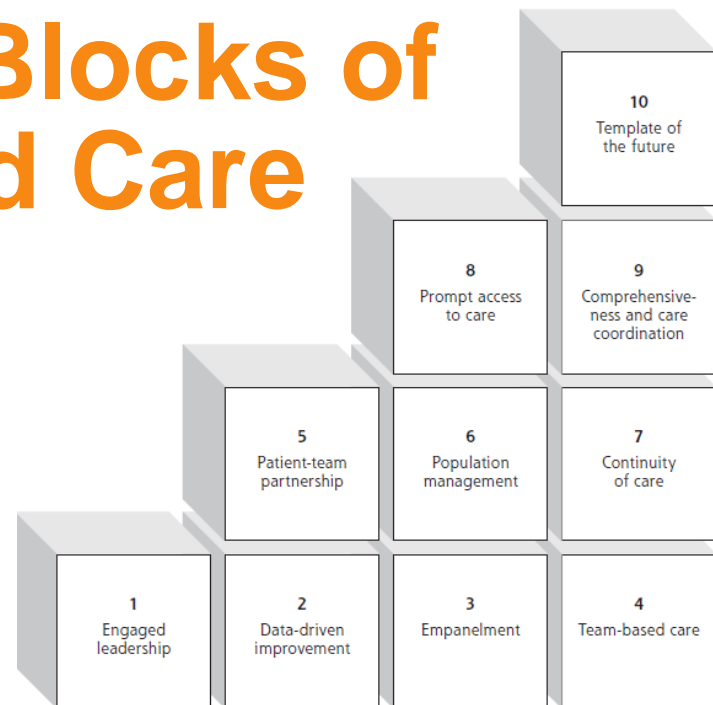 Blocks of
d Care
10
Template of
the future
8
Prompt access
to care
9
Comprehensive-
ness and care
coordination
5
Patient-team
partnership
6
Population
management
7
Continuity
of care
1
Engaged
leadership
2
Data-driven
improvement
3
Empanelment
4
Team-based care